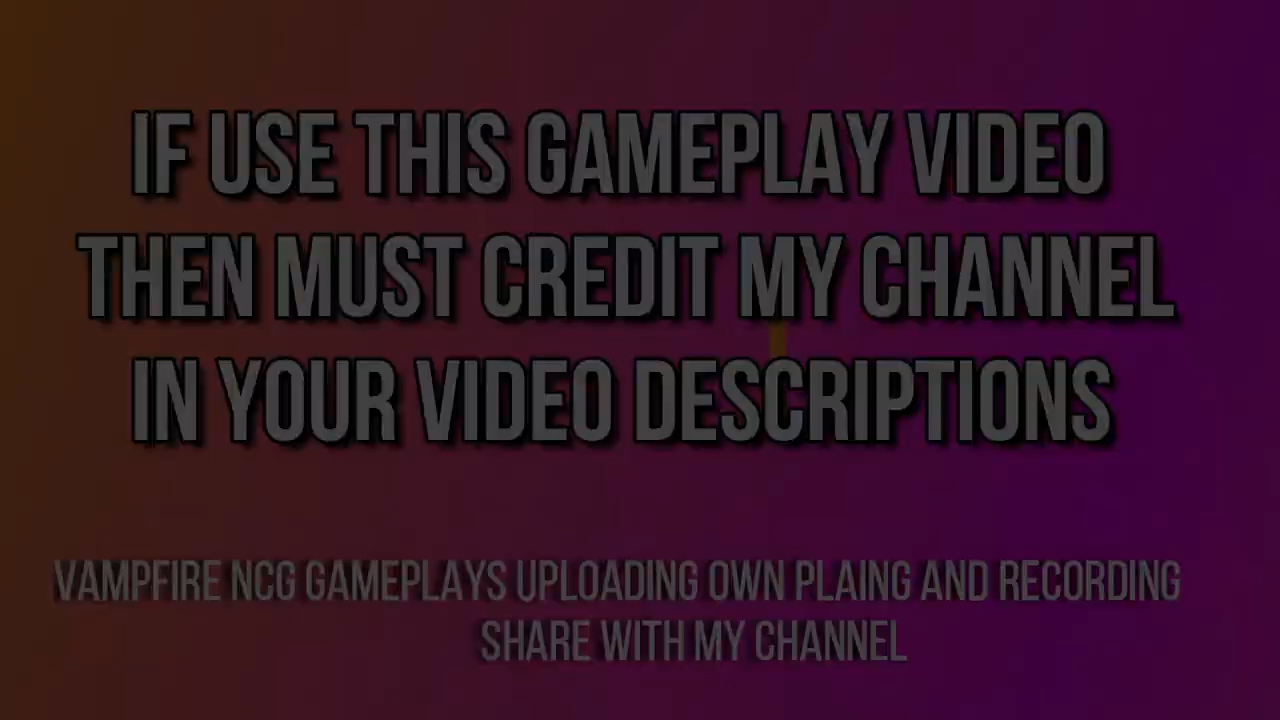 IF USE THIS GAMEPLAY VIDEO
THEN MUST CREDIT MY CHANNEL
IN YOUR VIDEO DESCRIPTIONS
VAMPFIRE NCG GAMEPLAYS UPLOADING OWN PLAING AND RECORDING
SHARE WITH MY CHANNEL